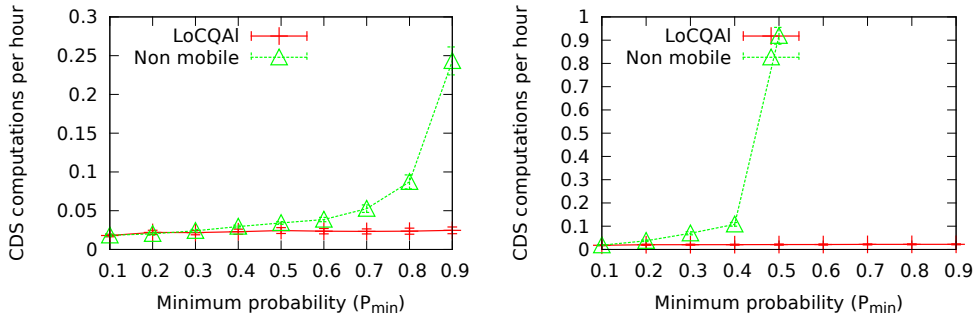 CDS computations per hour
0.3
0.25
0.2
0.15
0.1
0.05
0
LoCQAI
Non mobile
0.1 0.2 0.3 0.4 0.5 0.6 0.7 0.8 0.9
Minimum probability (Pmin)
CDS computations per hour
1
0.9
0.8
0.7
0.6
0.5
0.4
0.3
0.2
0.1
0
LoCQAI
Non mobile
0.1 0.2 0.3 0.4 0.5 0.6 0.7 0.8 0.9
Minimum probability (Pmin)